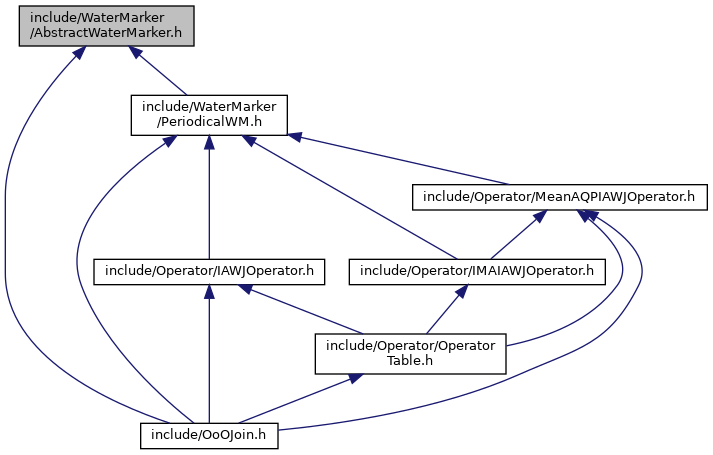 include/WaterMarker
/AbstractWaterMarker.h
include/WaterMarker
/PeriodicalWM.h
include/Operator/MeanAQPIAWJOperator.h
include/Operator/IAWJOperator.h
include/Operator/IMAIAWJOperator.h
include/Operator/Operator
Table.h
include/OoOJoin.h